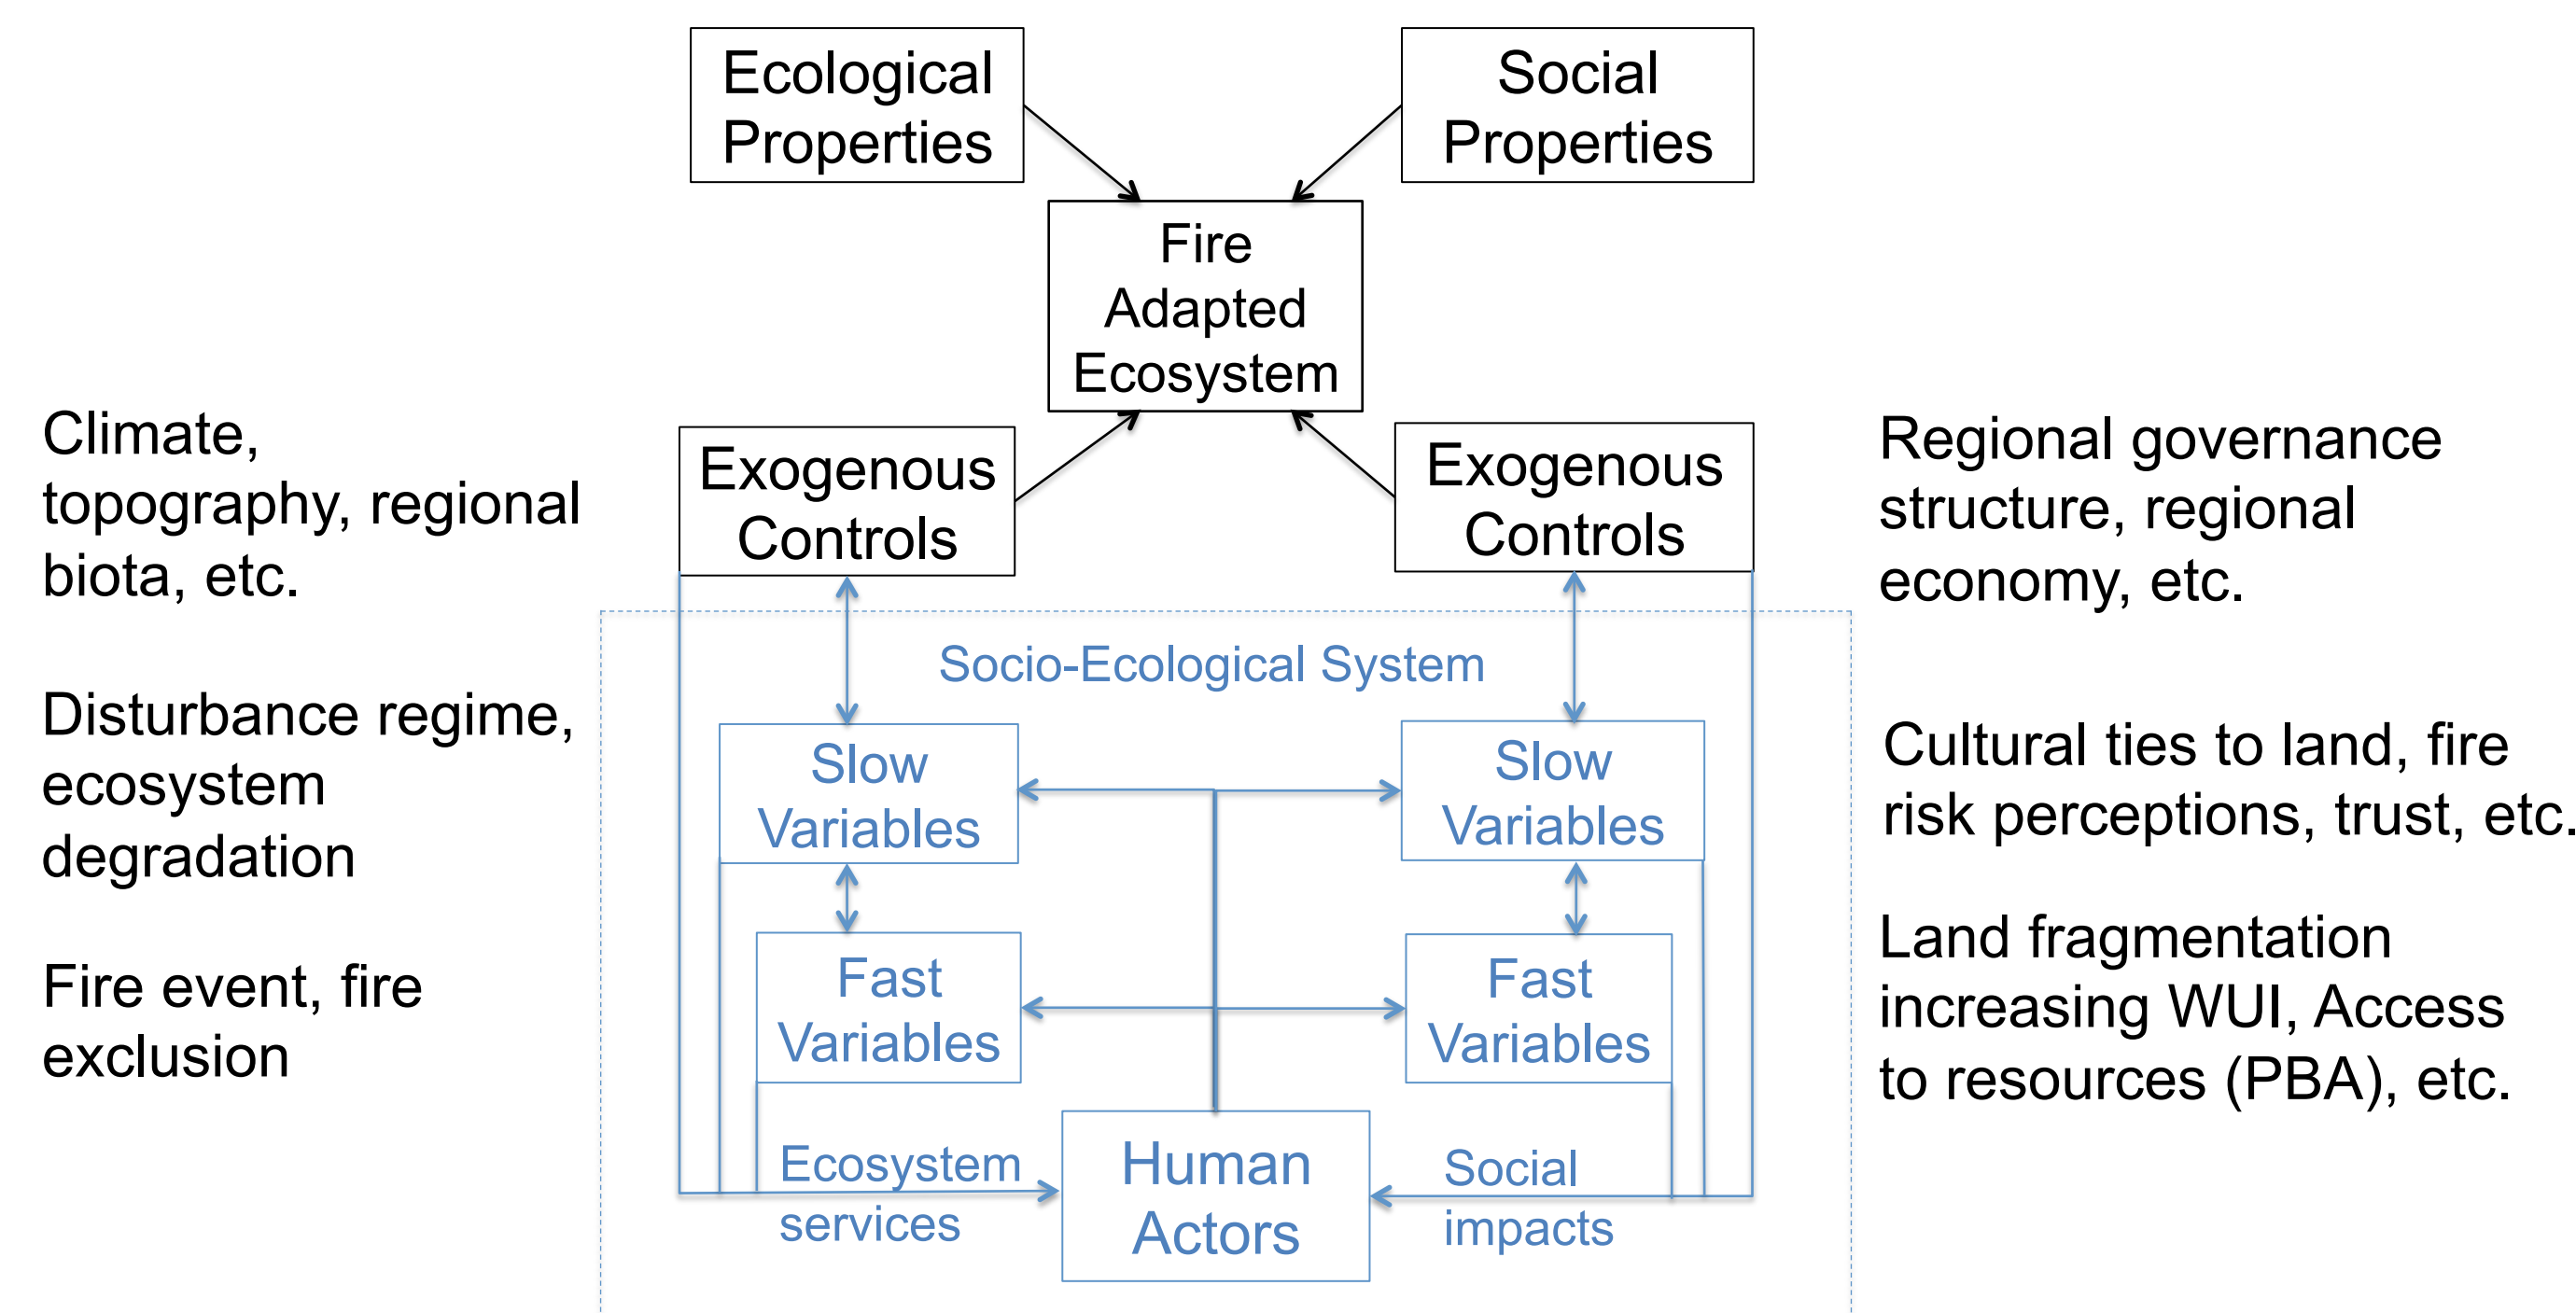 Ecological
Properties
Social
Properties
Fire
Adapted
Ecosystem
Climate,
topography, regional
biota, etc.
Exogenous
Controls
Exogenous
Controls
Regional governance
structure, regional
economy, etc.
Socio-Ecological System
Disturbance regime,
ecosystem
degradation
Slow
Variables
Slow
Variables
Cultural ties to land, fire
risk perceptions, trust, etc.
Fire event, fire
exclusion
Fast
Variables
Fast
Variables
Land fragmentation
increasing WUI, Access
to resources (PBA), etc.
Ecosystem
services
Human
Actors
Social
impacts